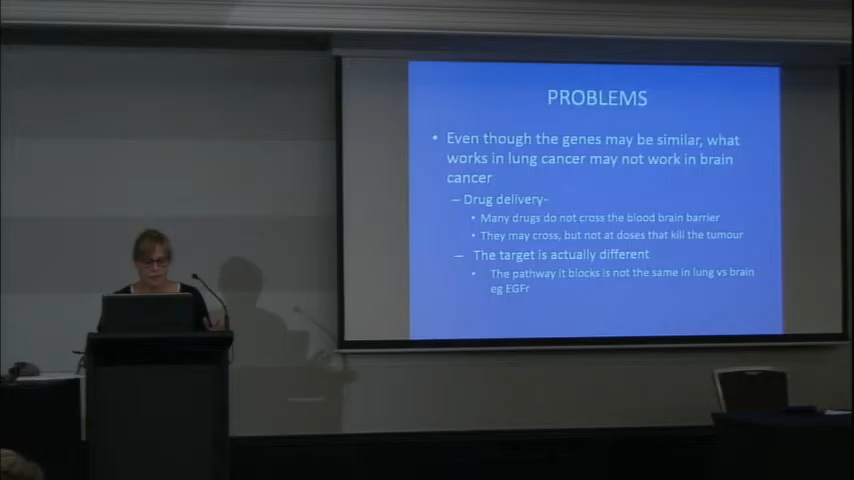 PROBLEMS
• Even though the genes may be similar, what
works in lung cancer may not work in brain
cancer
– Drug delivery-
• Many drugs do not cross the blood brain barrier
• They may cross, but not at doses that kill the tumour
– The target is actually different
• The pathway it blocks is not the same in lung vs brain
eg EGFr